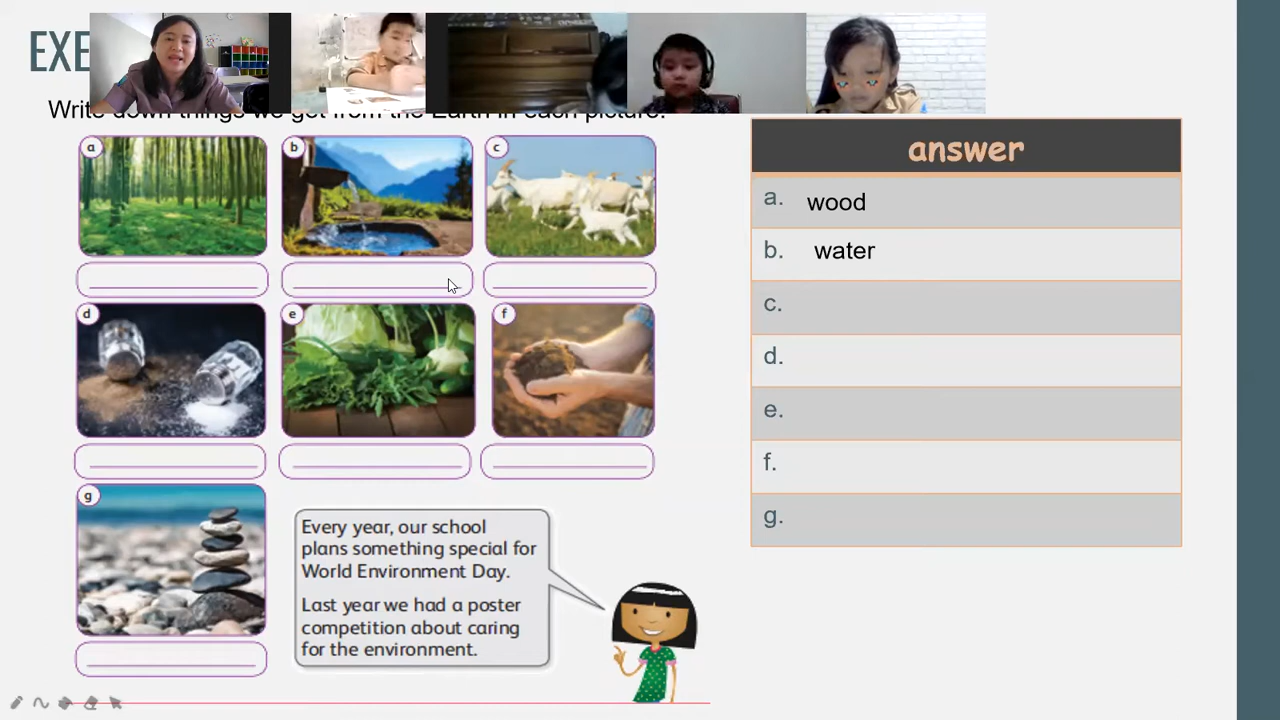 EXE
Write down things we get from the Earth in each picture.
a
b
c
d
e
f
g
Every year, our school
plans something special for
World Environment Day.
Last year we had a poster
competition about caring
for the environment.
answer
a. wood
b. water
c.
d.
e.
f.
g.